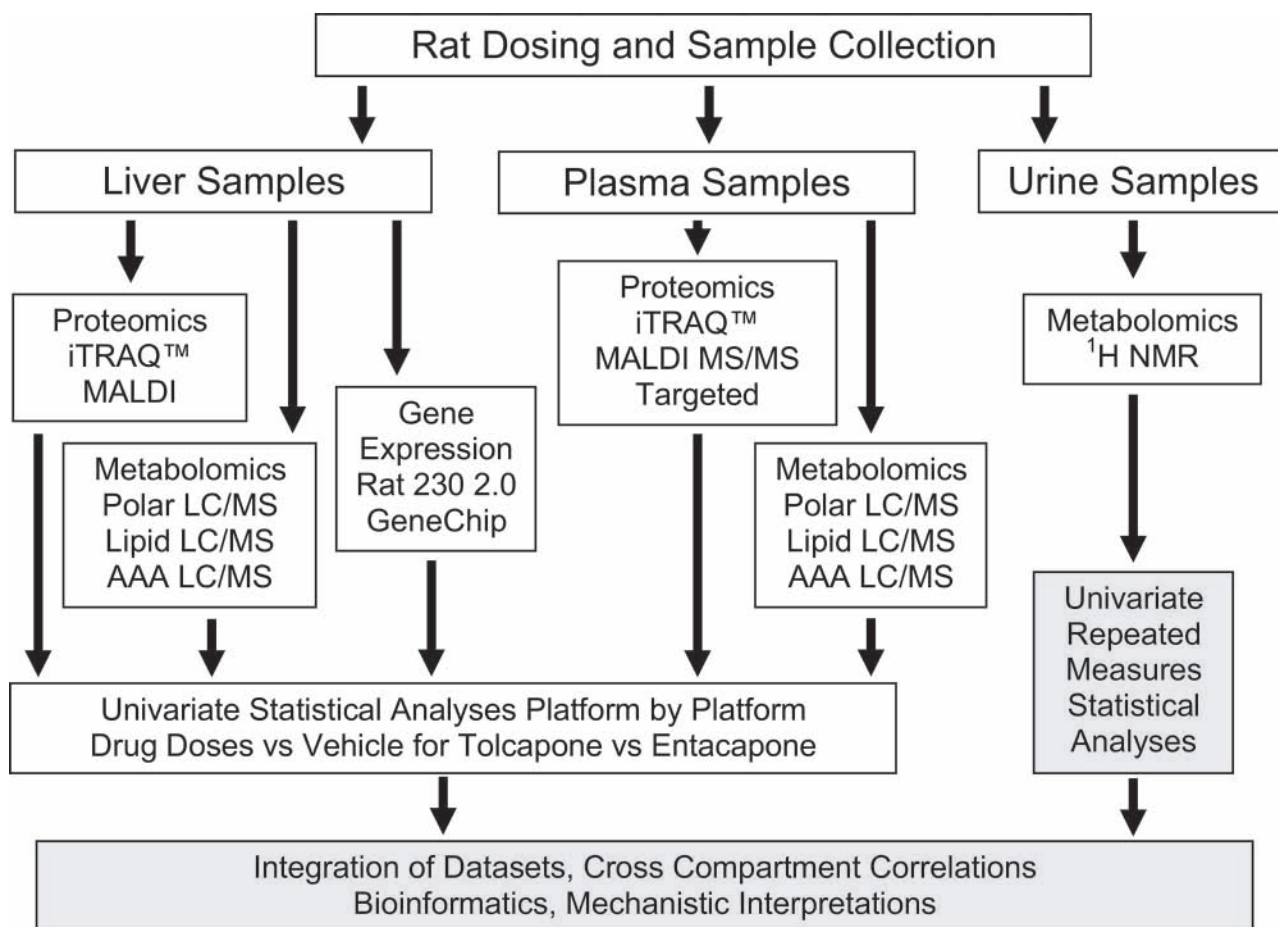 Rat Dosing and Sample Collection
Liver Samples
Plasma Samples
Urine Samples
Proteomics
iTRAQ™
MALDI
Metabolomics
Polar LC/MS
Lipid LC/MS
AAA LC/MS
Gene
Expression
Rat 230 2.0
GeneChip
Proteomics
iTRAQ™
MALDI MS/MS
Targeted
Metabolomics
Polar LC/MS
Lipid LC/MS
AAA LC/MS
Metabolomics
¹H NMR
Univariate
Repeated
Measures
Statistical
Analyses
Univariate Statistical Analyses Platform by Platform
Drug Doses vs Vehicle for Tolcapone vs Entacapone
Integration of Datasets, Cross Compartment Correlations
Bioinformatics, Mechanistic Interpretations